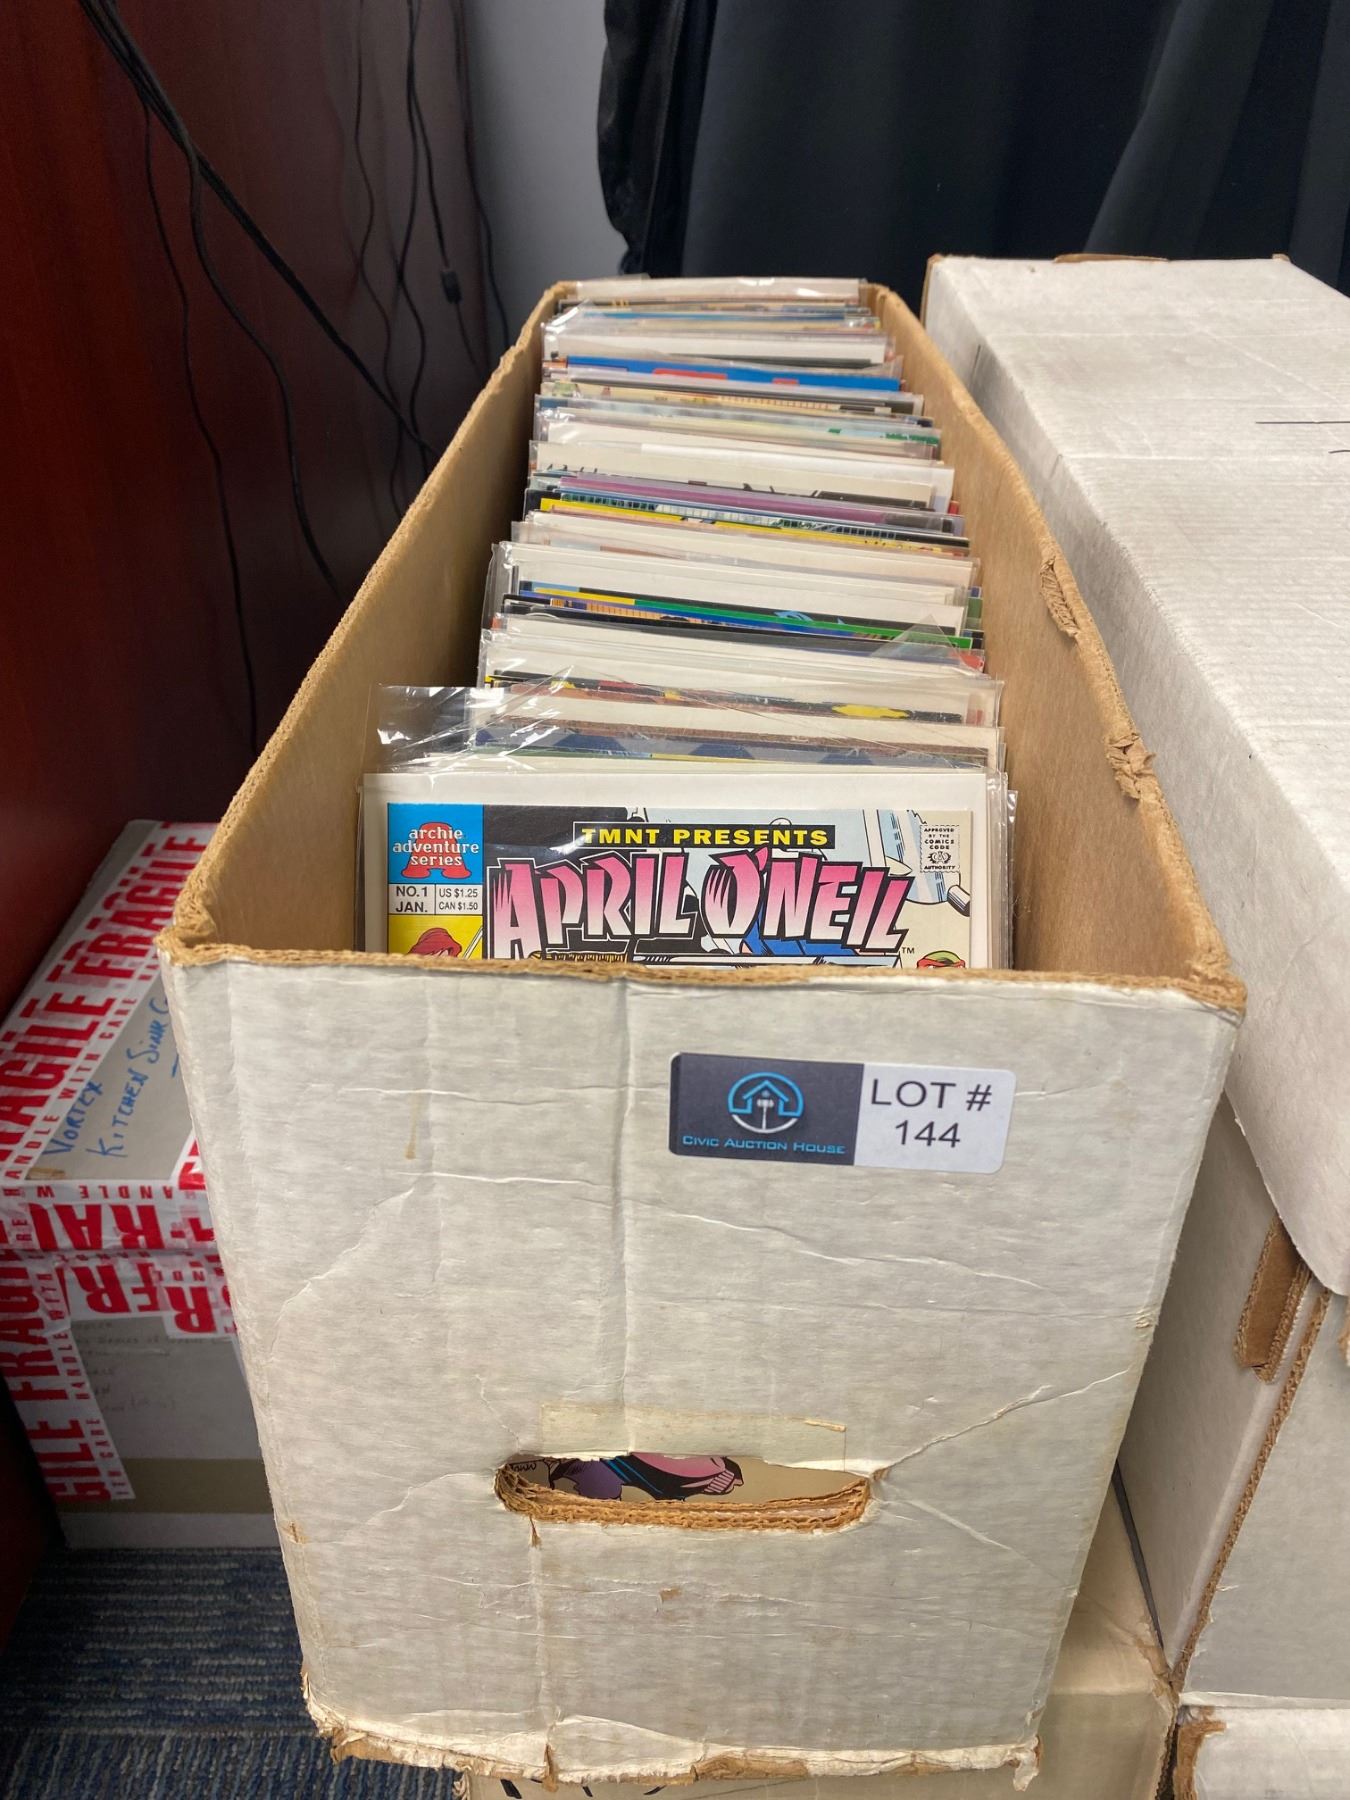 archie
adventure
series
NO. 1
JAN.
US $1.25
CAN $1.50
TMNT PRESENTS
APRIL O'NEIL
TM
APPROVED
BY THE
COMICS
CODE
AUTHORITY
CIVIC AUCTION HOUSE
LOT #
144
FRAGILE FRAGILE
HANDLE WITH CARE
VORTEX
KITCHEN SINK